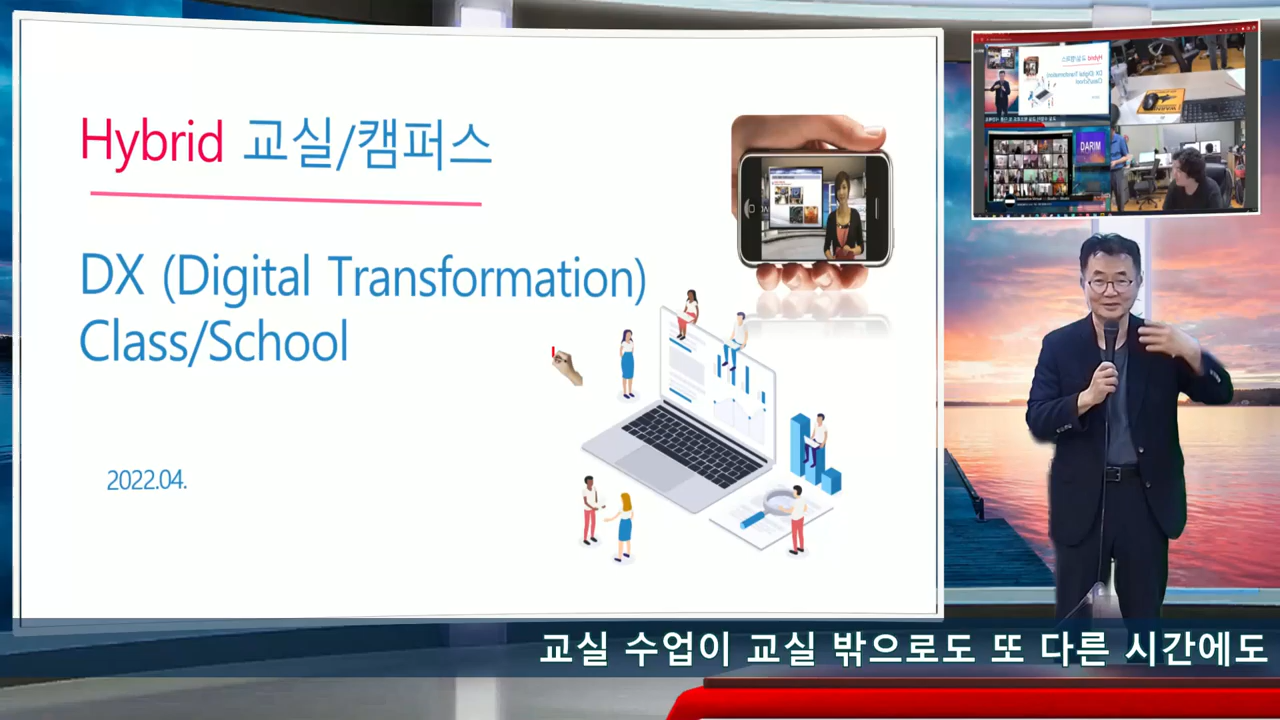 Hybrid 교실/캠퍼스
DX (Digital Transformation)
Class/School
2022.04.
DARIM
교실 수업이 교실 밖으로도 또 다른 시간에도